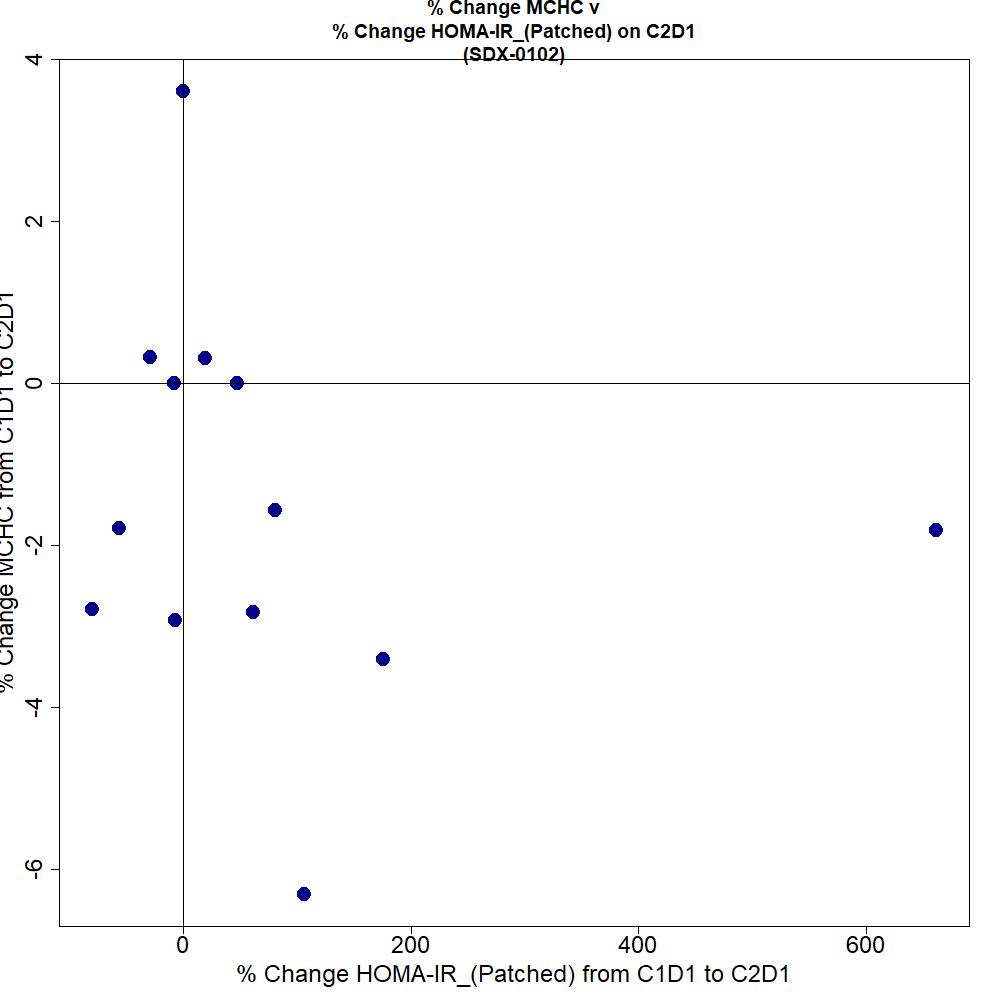 % Change MCHC v
% Change HOMA-IR_(Patched) on C2D1
(SDX-0102)
% Change MCHC from C1D1 to C2D1
4
2
0
-2
-4
-6
0
200
400
600
% Change HOMA-IR_(Patched) from C1D1 to C2D1